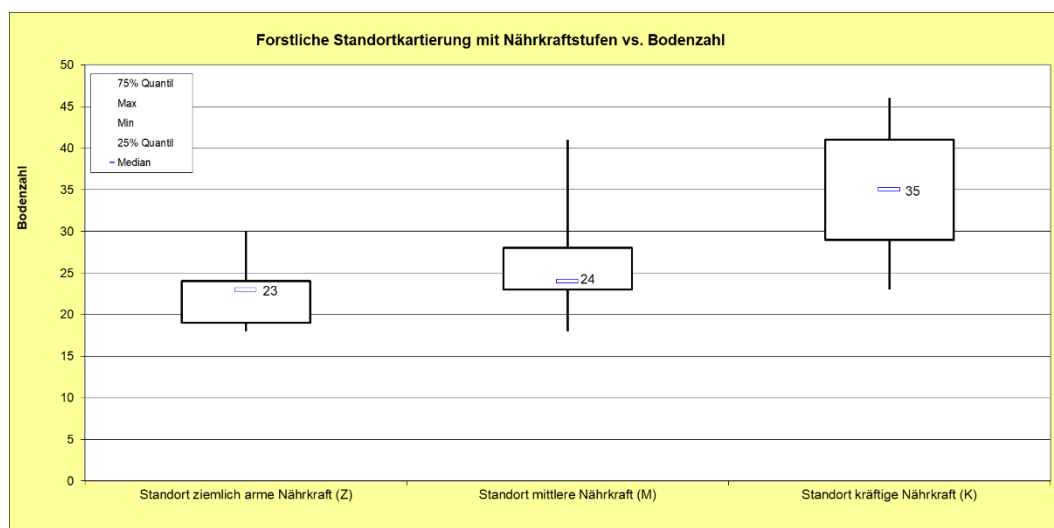 Forstliche Standortkartierung mit Nährkraftstufen vs. Bodenzahl
Bodenzahl
50
45
40
35
30
25
20
15
10
5
0
75% Quantil
Max
Min
25% Quantil
Median
23
24
35
Standort ziemlich arme Nährkraft (Z)
Standort mittlere Nährkraft (M)
Standort kräftige Nährkraft (K)